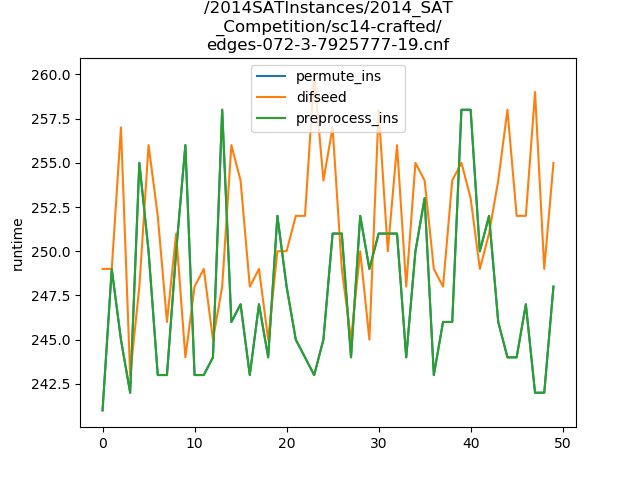 /2014SATInstances/2014_SAT
_Competition/sc14-crafted/
edges-072-3-7925777-19.cnf
260.0
257.5
255.0
252.5
250.0
247.5
245.0
242.5
runtime
permute_ins
difseed
preprocess_ins
0
10
20
30
40
50